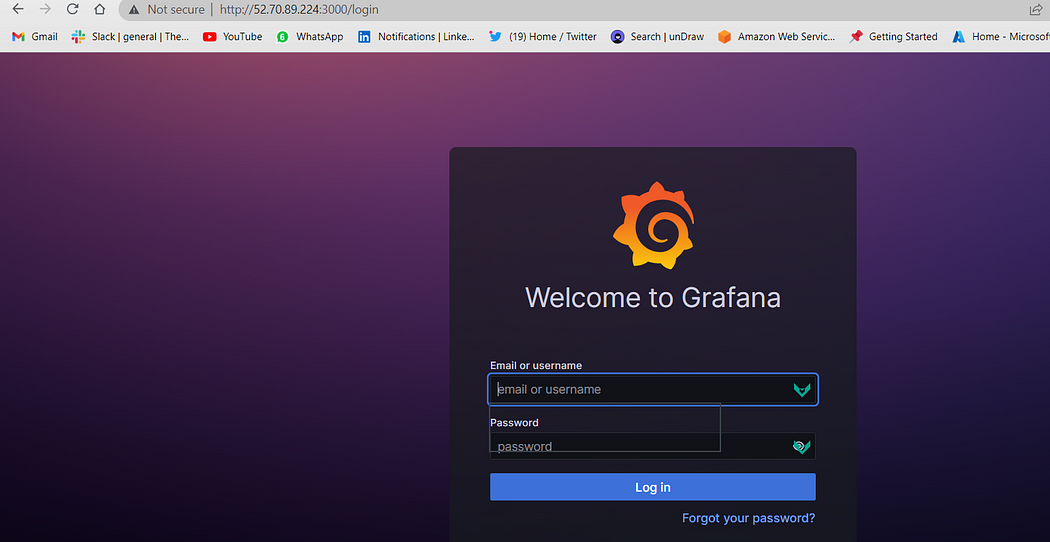 Not secure | http://52.70.89.224:3000/login
Gmail Slack | general | The... YouTube 6 WhatsApp in Notifications | Linke... (19) Home / Twitter Search | unDraw Amazon Web Servic... Getting Started Home - Microsof
Welcome to Grafana
Email or username
email or username
Password
password
Log in
Forgot your password?